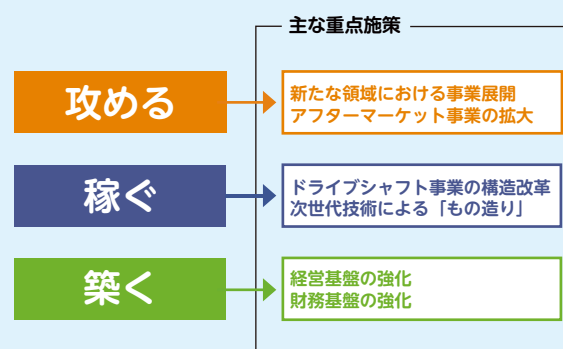 主な重点施策
攻める
新たな領域における事業展開
アフターマーケット事業の拡大
稼ぐ
ドライブシャフト事業の構造改革
次世代技術による「もの造り」
築く
経営基盤の強化
財務基盤の強化